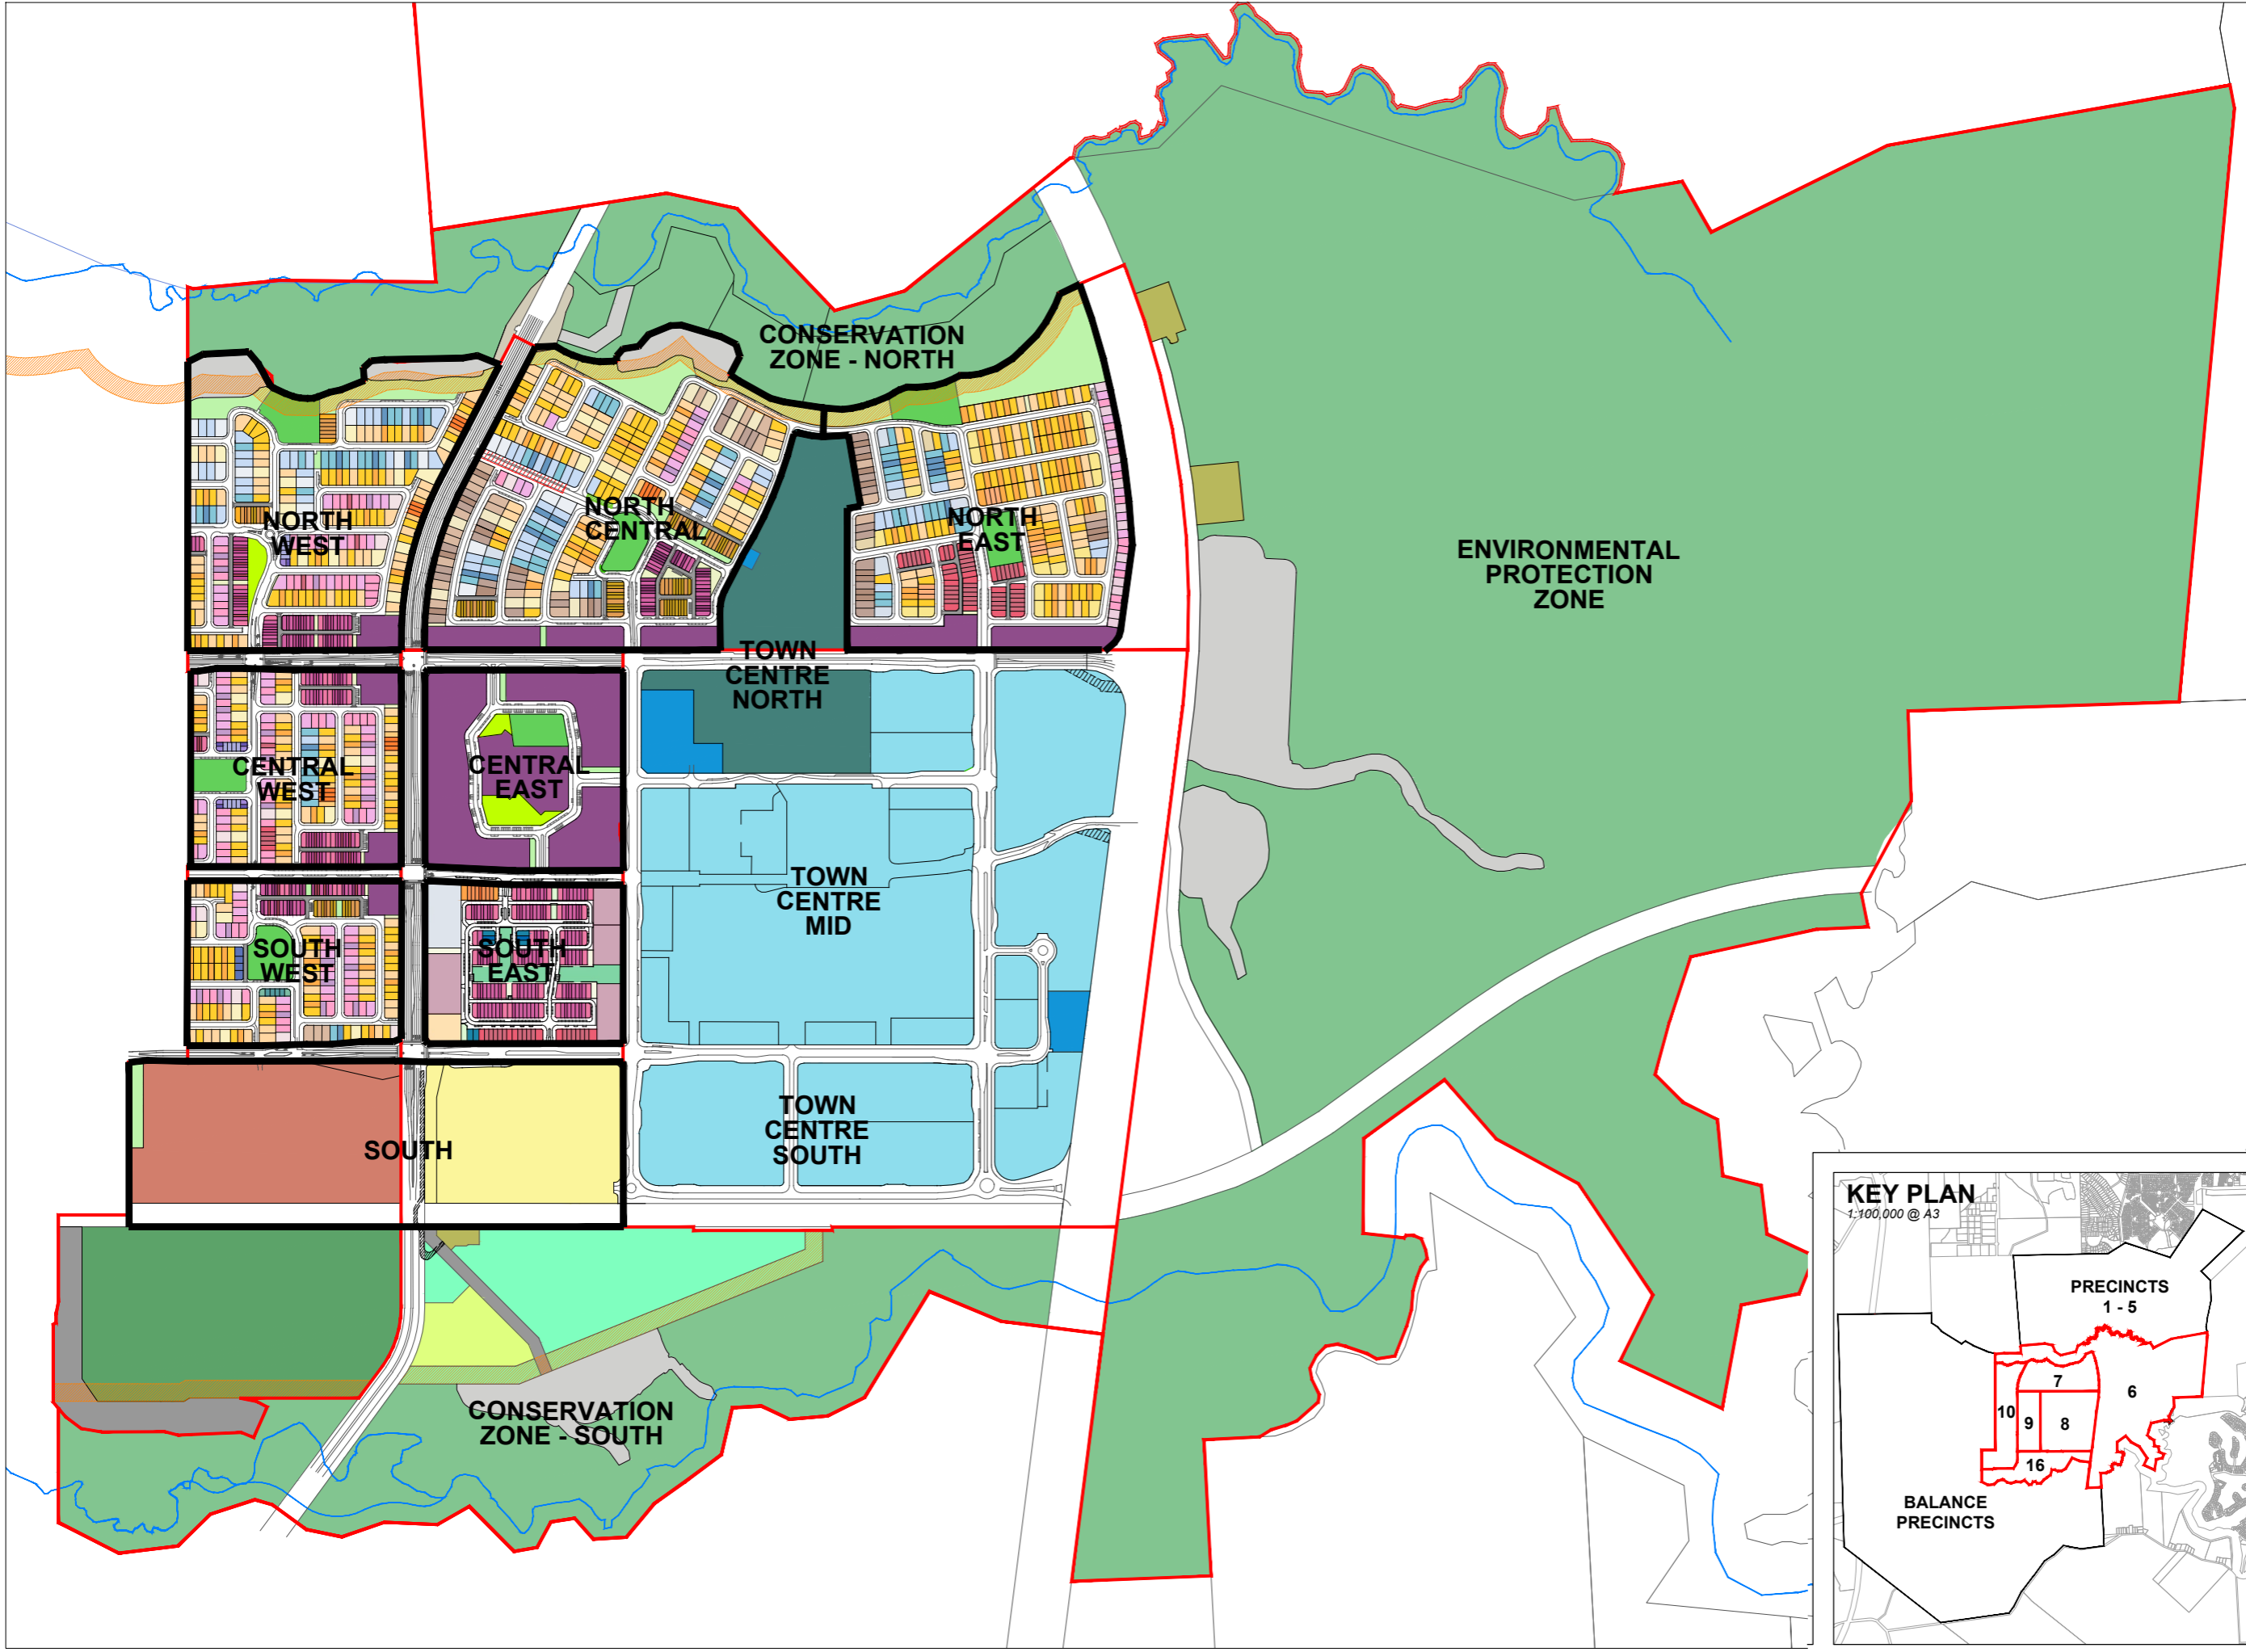 CONSERVATION
ZONE - NORTH
NORTH
WEST
NORTH
CENTRAL
NORTH
EAST
ENVIRONMENTAL
PROTECTION
ZONE
TOWN
CENTRE
NORTH
CENTRAL
WEST
CENTRAL
EAST
TOWN
CENTRE
MID
SOUTH
WEST
SOUTH
EAST
TOWN
CENTRE
SOUTH
SOUTH
CONSERVATION
ZONE - SOUTH
KEY PLAN
1:100,000 @ A3
PRECINCTS
1 - 5
7
6
10
9
8
16
BALANCE
PRECINCTS